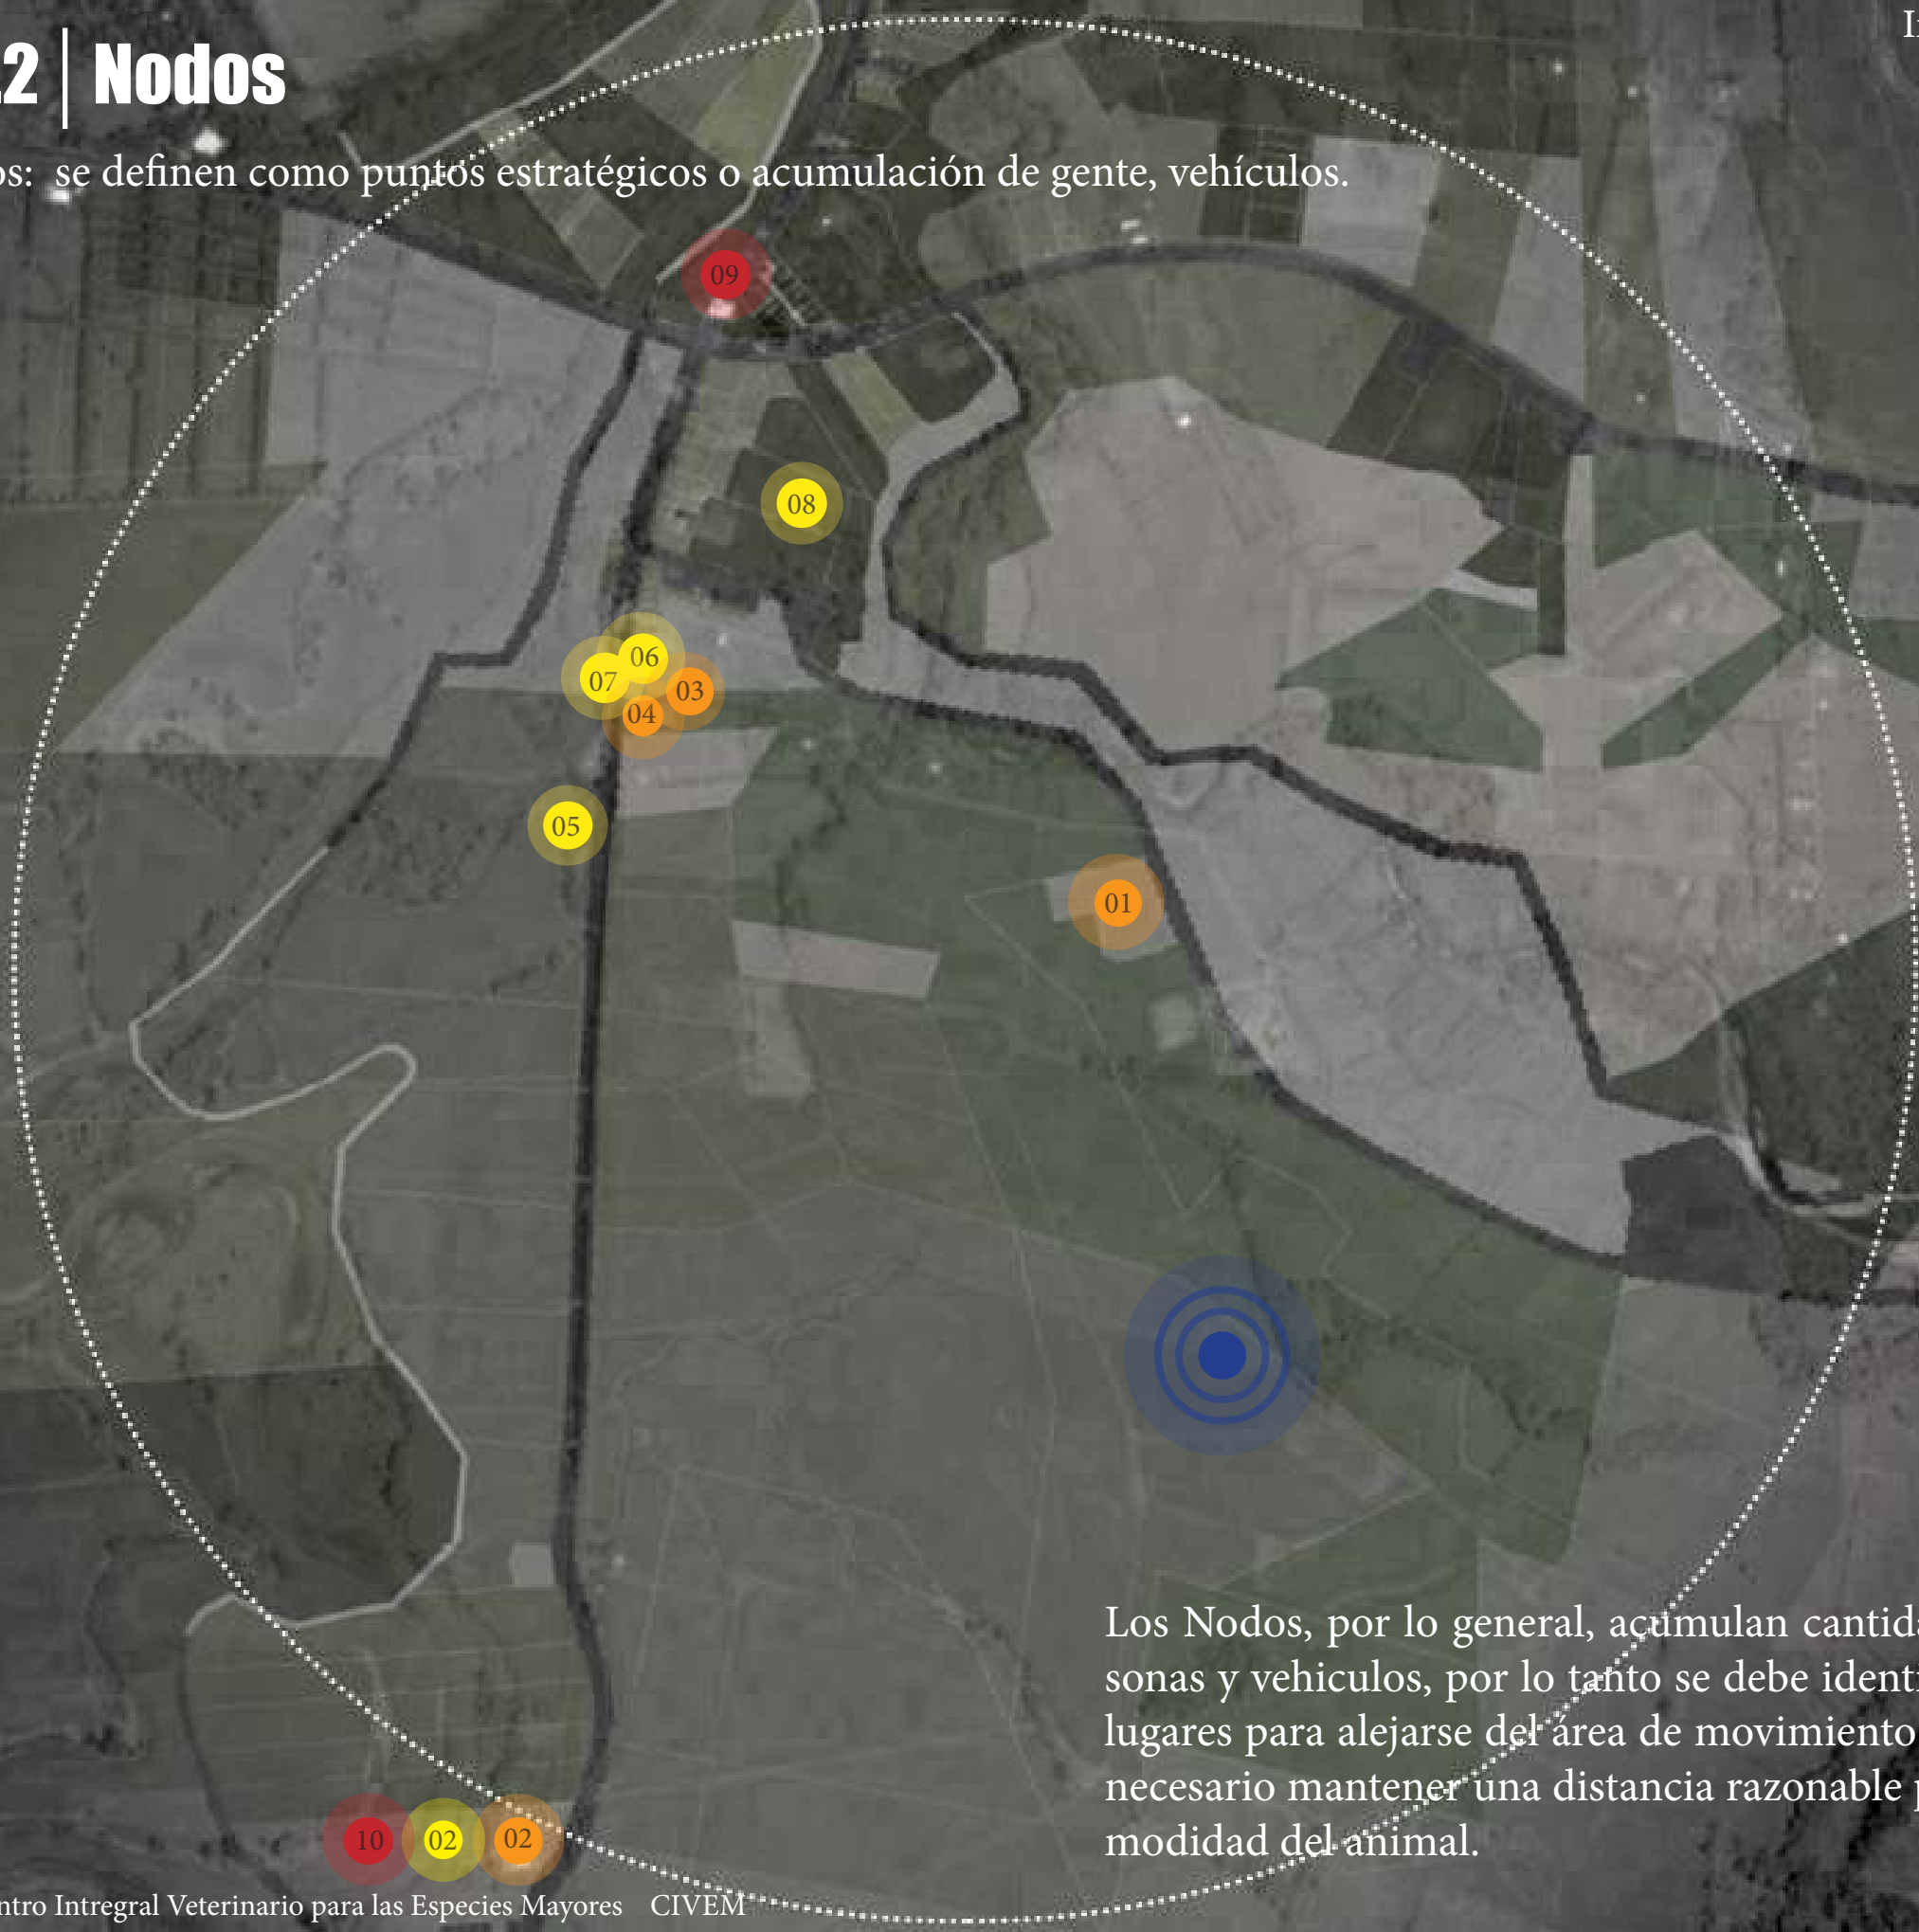 .2 | Nodos
os: se definen como puntos estratégicos o acumulación de gente, vehículos.
09
08
06
07
03
04
05
01
Los Nodos, por lo general, acumulan cantida
sonas y vehiculos, por lo tanto se debe identi
lugares para alejarse del área de movimiento
necesario mantener una distancia razonable p
modidad del animal.
10
02
02
ntro Intregral Veterinario para las Especies Mayores CIVEM